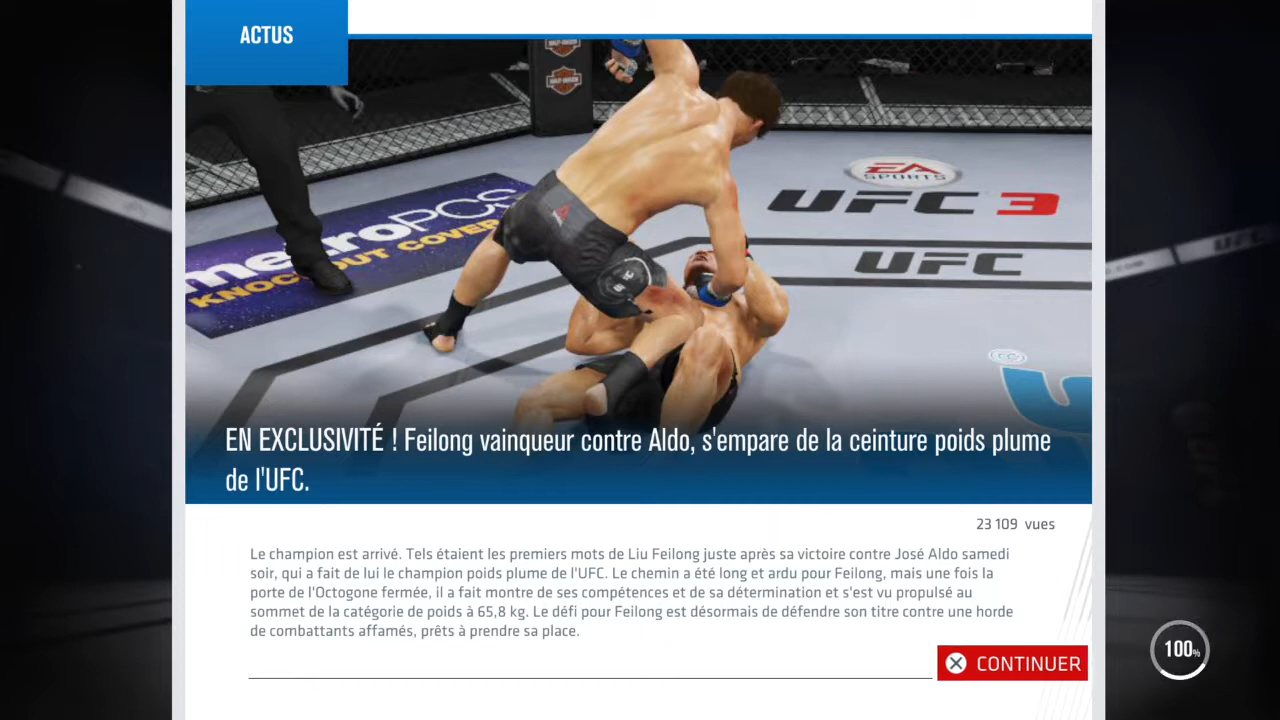 ACTUS
HARLEY-DAVIDSON
EA
SPORTS
UFC 3
metroPCS
KNOCKOUT COVER
UFC
UFC
EN EXCLUSIVITÉ ! Feilong vainqueur contre Aldo, s'empare de la ceinture poids plume
de l'UFC.
23 109 vues
Le champion est arrivé. Tels étaient les premiers mots de Liu Feilong juste après sa victoire contre José Aldo samedi
soir, qui a fait de lui le champion poids plume de l'UFC. Le chemin a été long et ardu pour Feilong, mais une fois la
porte de l'Octogone fermée, il a fait montre de ses compétences et de sa détermination et s'est vu propulsé au
sommet de la catégorie de poids à 65,8 kg. Le défi pour Feilong est désormais de défendre son titre contre une horde
de combattants affamés, prêts à prendre sa place.
CONTINUER
100%